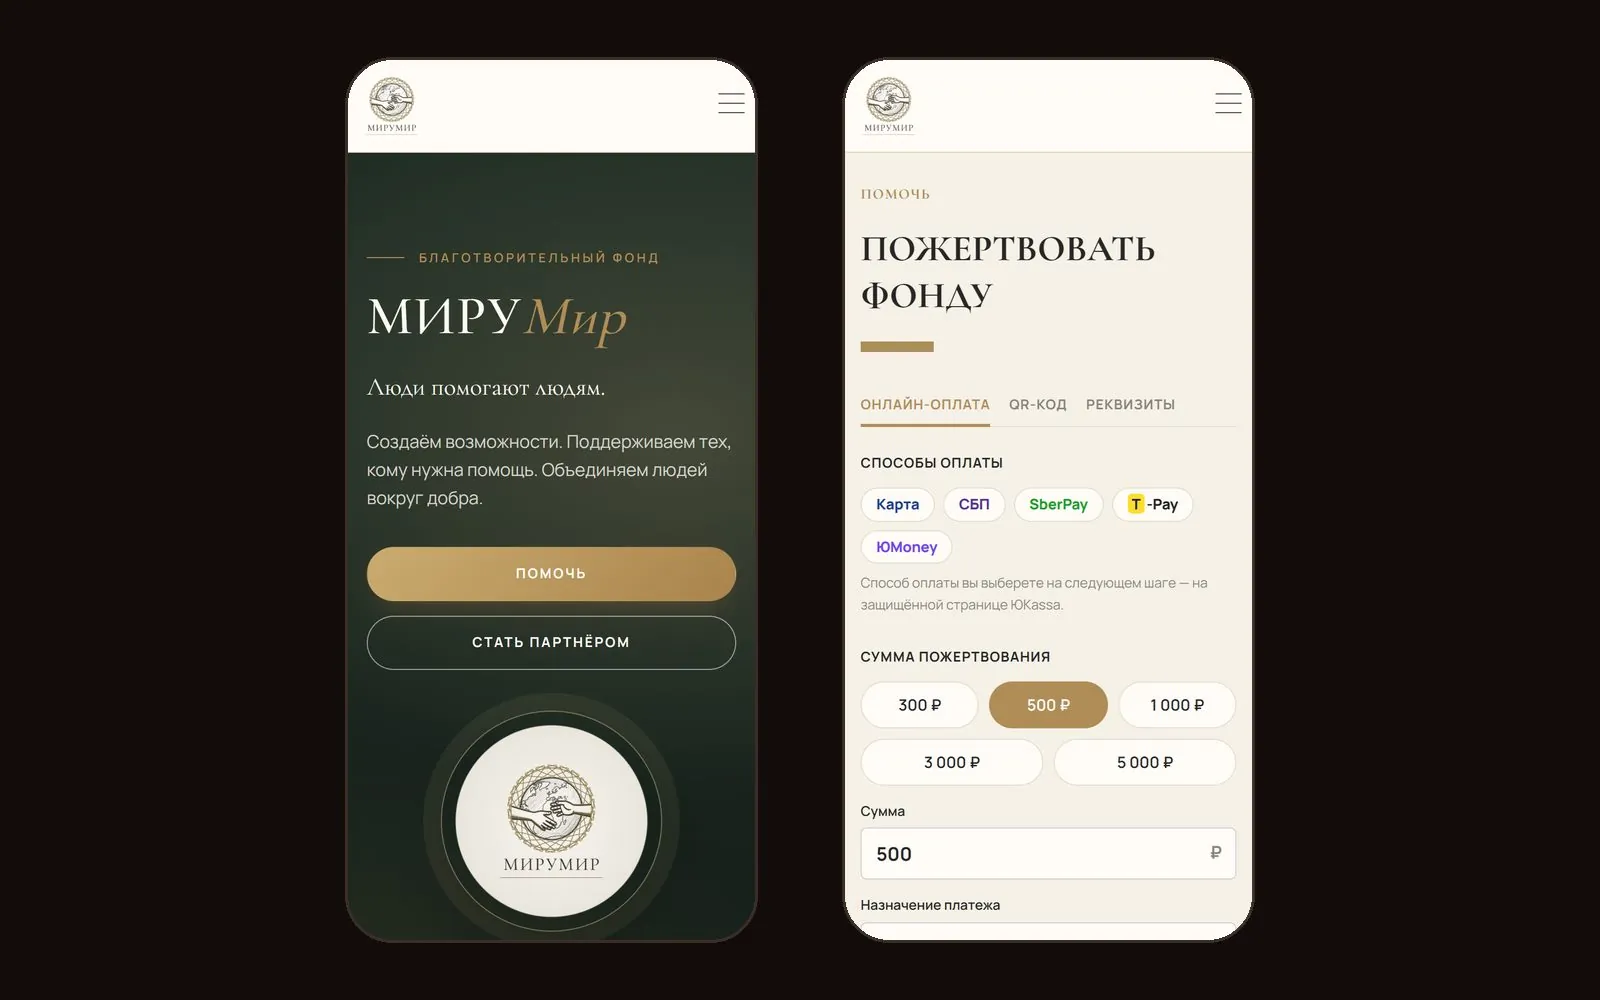 МИРУМИР
БЛАГОТВОРИТЕЛЬНЫЙ ФОНД
МИРУМир
Люди помогают людям.
Создаём возможности. Поддерживаем тех,
кому нужна помощь. Объединяем людей
вокруг добра.
ПОМОЧЬ
СТАТЬ ПАРТНЁРОМ
МИРУМИР
МИРУМИР
ПОМОЧЬ
ПОЖЕРТВОВАТЬ
ФОНДУ
ОНЛАЙН-ОПЛАТА QR-КОД РЕКВИЗИТЫ
СПОСОБЫ ОПЛАТЫ
Карта СБП SberPay T-Pay
ЮMoney
Способ оплаты вы выберете на следующем шаге — на
защищённой странице ЮKassa.
СУММА ПОЖЕРТВОВАНИЯ
300 ₽ 500 ₽ 1 000 ₽
3 000 ₽ 5 000 ₽
Сумма
500 ₽
Назначение платежа